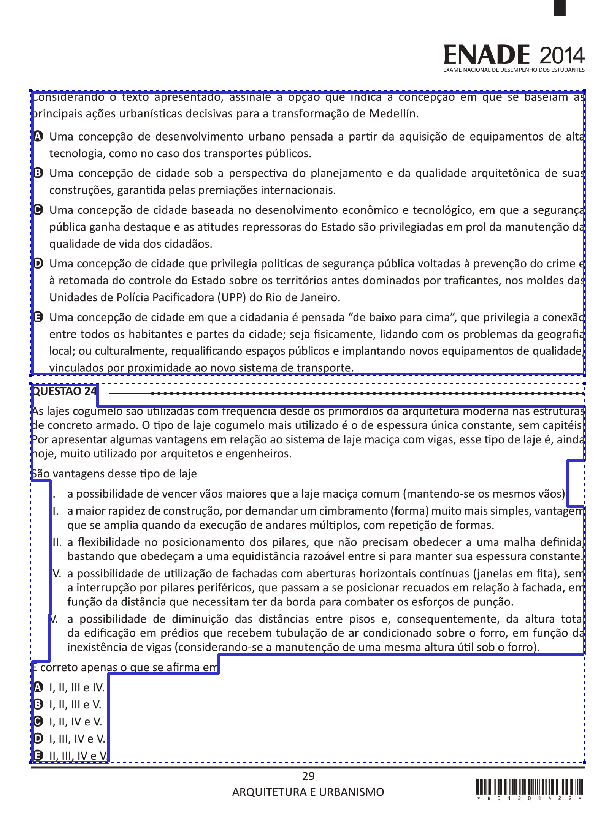 ENADE 2014
EXAME NACIONAL DE DESEMPENHO DOS ESTUDANTES
Considerando o texto apresentado, assinale a opção que indica a concepção em que se baseiam as
principais ações urbanísticas decisivas para a transformação de Medellín.
A Uma concepção de desenvolvimento urbano pensada a partir da aquisição de equipamentos de alta
tecnologia, como no caso dos transportes públicos.
B Uma concepção de cidade sob a perspectiva do planejamento e da qualidade arquitetônica de suas
construções, garantida pelas premiações internacionais.
C Uma concepção de cidade baseada no desenolvimento econômico e tecnológico, em que a segurança
pública ganha destaque e as atitudes repressoras do Estado são privilegiadas em prol da manutenção da
qualidade de vida dos cidadãos.
D Uma concepção de cidade que privilegia políticas de segurança pública voltadas à prevenção do crime e
à retomada do controle do Estado sobre os territórios antes dominados por traficantes, nos moldes das
Unidades de Polícia Pacificadora (UPP) do Rio de Janeiro.
E Uma concepção de cidade em que a cidadania é pensada “de baixo para cima”, que privilegia a conexão
entre todos os habitantes e partes da cidade; seja fisicamente, lidando com os problemas da geografia
local; ou culturalmente, requalificando espaços públicos e implantando novos equipamentos de qualidade,
vinculados por proximidade ao novo sistema de transporte.
QUESTÃO 24
As lajes cogumelo são utilizadas com frequência desde os primórdios da arquitetura moderna nas estruturas
de concreto armado. O tipo de laje cogumelo mais utilizado é o de espessura única constante, sem capitéis.
Por apresentar algumas vantagens em relação ao sistema de laje maciça com vigas, esse tipo de laje é, ainda
hoje, muito utilizado por arquitetos e engenheiros.
São vantagens desse tipo de laje
I. a possibilidade de vencer vãos maiores que a laje maciça comum (mantendo-se os mesmos vãos).
II. a maior rapidez de construção, por demandar um cimbramento (forma) muito mais simples, vantagem
que se amplia quando da execução de andares múltiplos, com repetição de formas.
III. a flexibilidade no posicionamento dos pilares, que não precisam obedecer a uma malha definida,
bastando que obedeçam a uma equidistância razoável entre si para manter sua espessura constante.
IV. a possibilidade de utilização de fachadas com aberturas horizontais contínuas (janelas em fita), sem
a interrupção por pilares periféricos, que passam a se posicionar recuados em relação à fachada, em
função da distância que necessitam ter da borda para combater os esforços de punção.
V. a possibilidade de diminuição das distâncias entre pisos e, consequentemente, da altura total
da edificação em prédios que recebem tubulação de ar condicionado sobre o forro, em função da
inexistência de vigas (considerando-se a manutenção de uma mesma altura útil sob o forro).
É correto apenas o que se afirma em
A I, II, III e IV.
B I, II, III e V.
C I, II, IV e V.
D I, III, IV e V.
E II, III, IV e V.
29
ARQUITETURA E URBANISMO